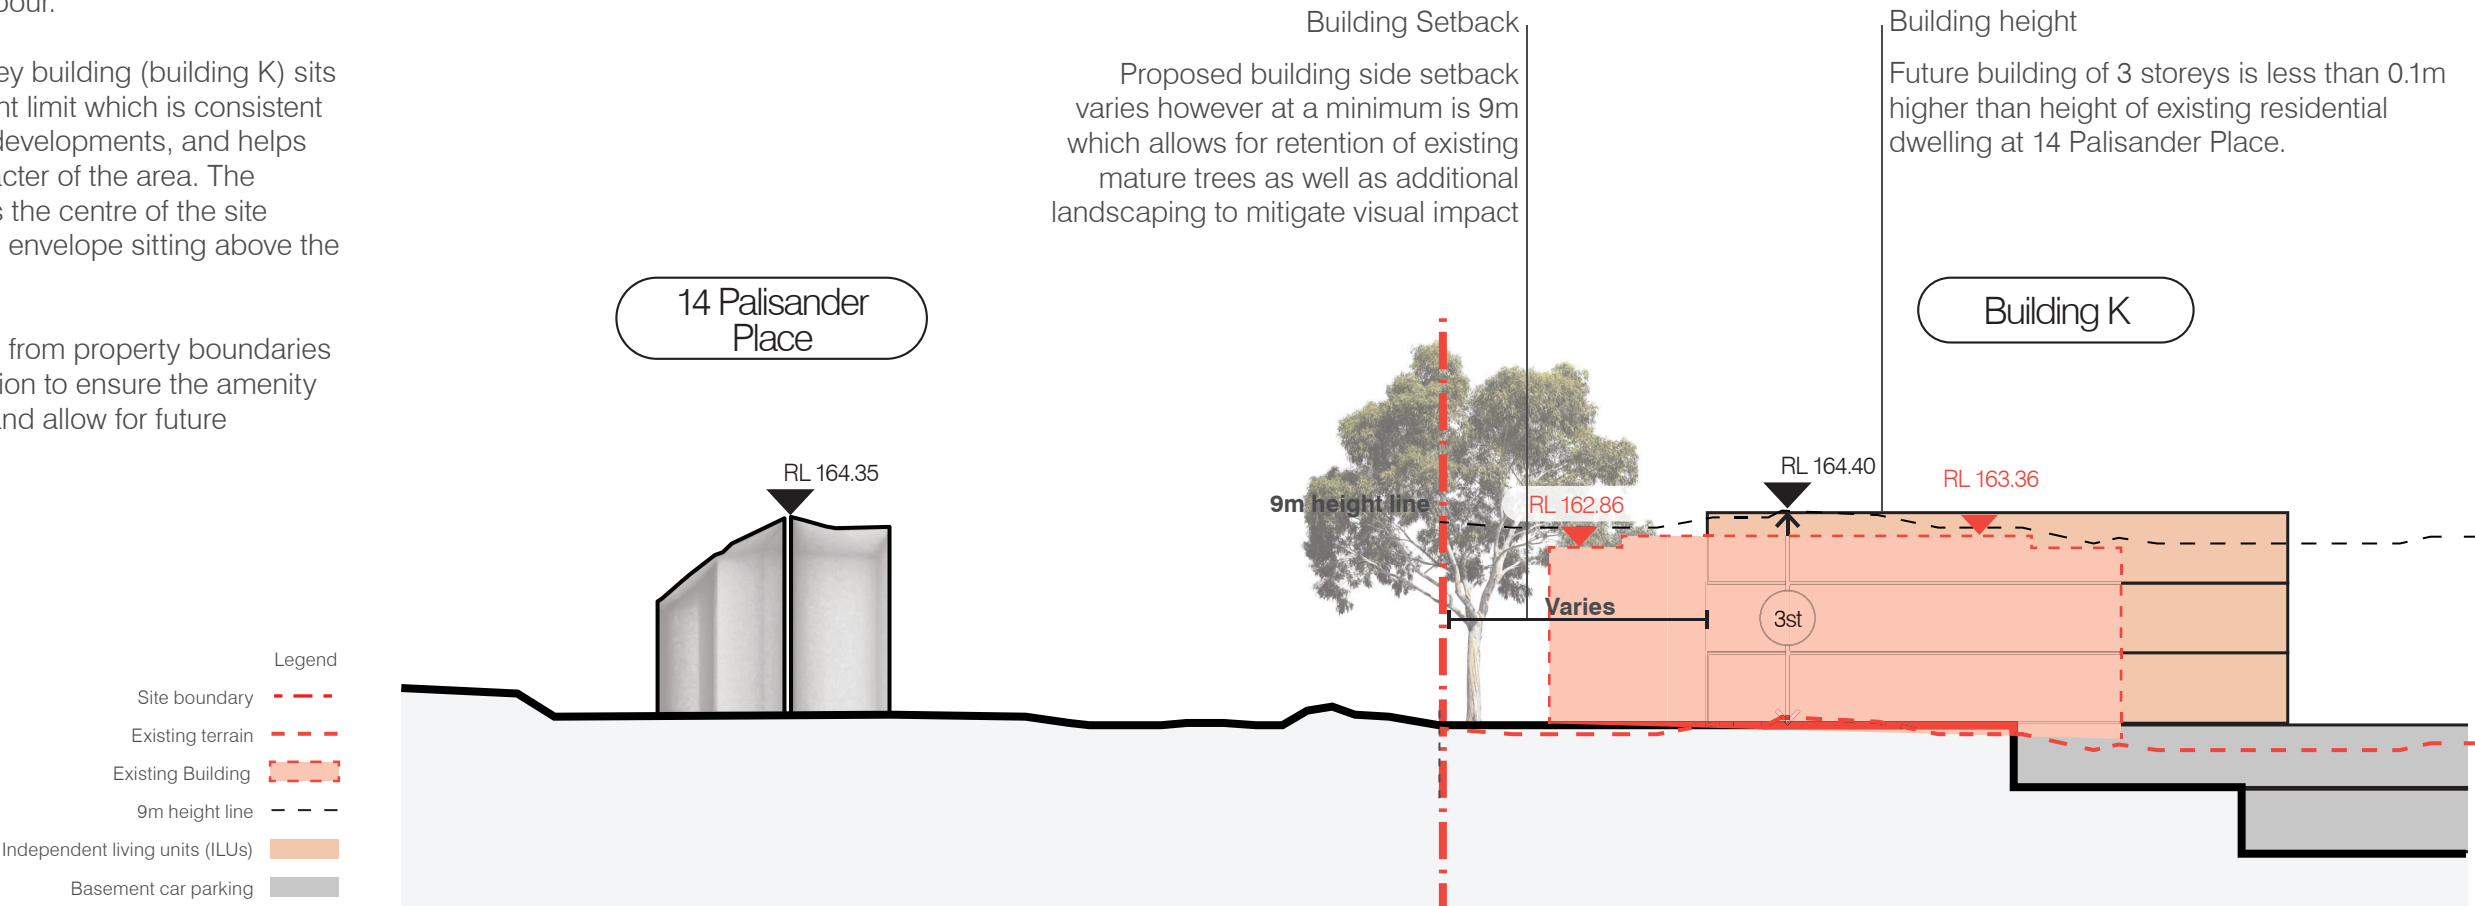 ey building (building K) sits
nt limit which is consistent
developments, and helps
acter of the area. The
s the centre of the site
envelope sitting above the
from property boundaries
tion to ensure the amenity
and allow for future
Building Setback
Proposed building side setback
varies however at a minimum is 9m
which allows for retention of existing
mature trees as well as additional
landscaping to mitigate visual impact
Building height
Future building of 3 storeys is less than 0.1m
higher than height of existing residential
dwelling at 14 Palisander Place.
14 Palisander
Place
Building K
RL 164.35
9m height line
RL 162.86
RL 164.40
RL 163.36
Varies
3st
Legend
Site boundary
Existing terrain
Existing Building
9m height line
Independent living units (ILUs)
Basement car parking